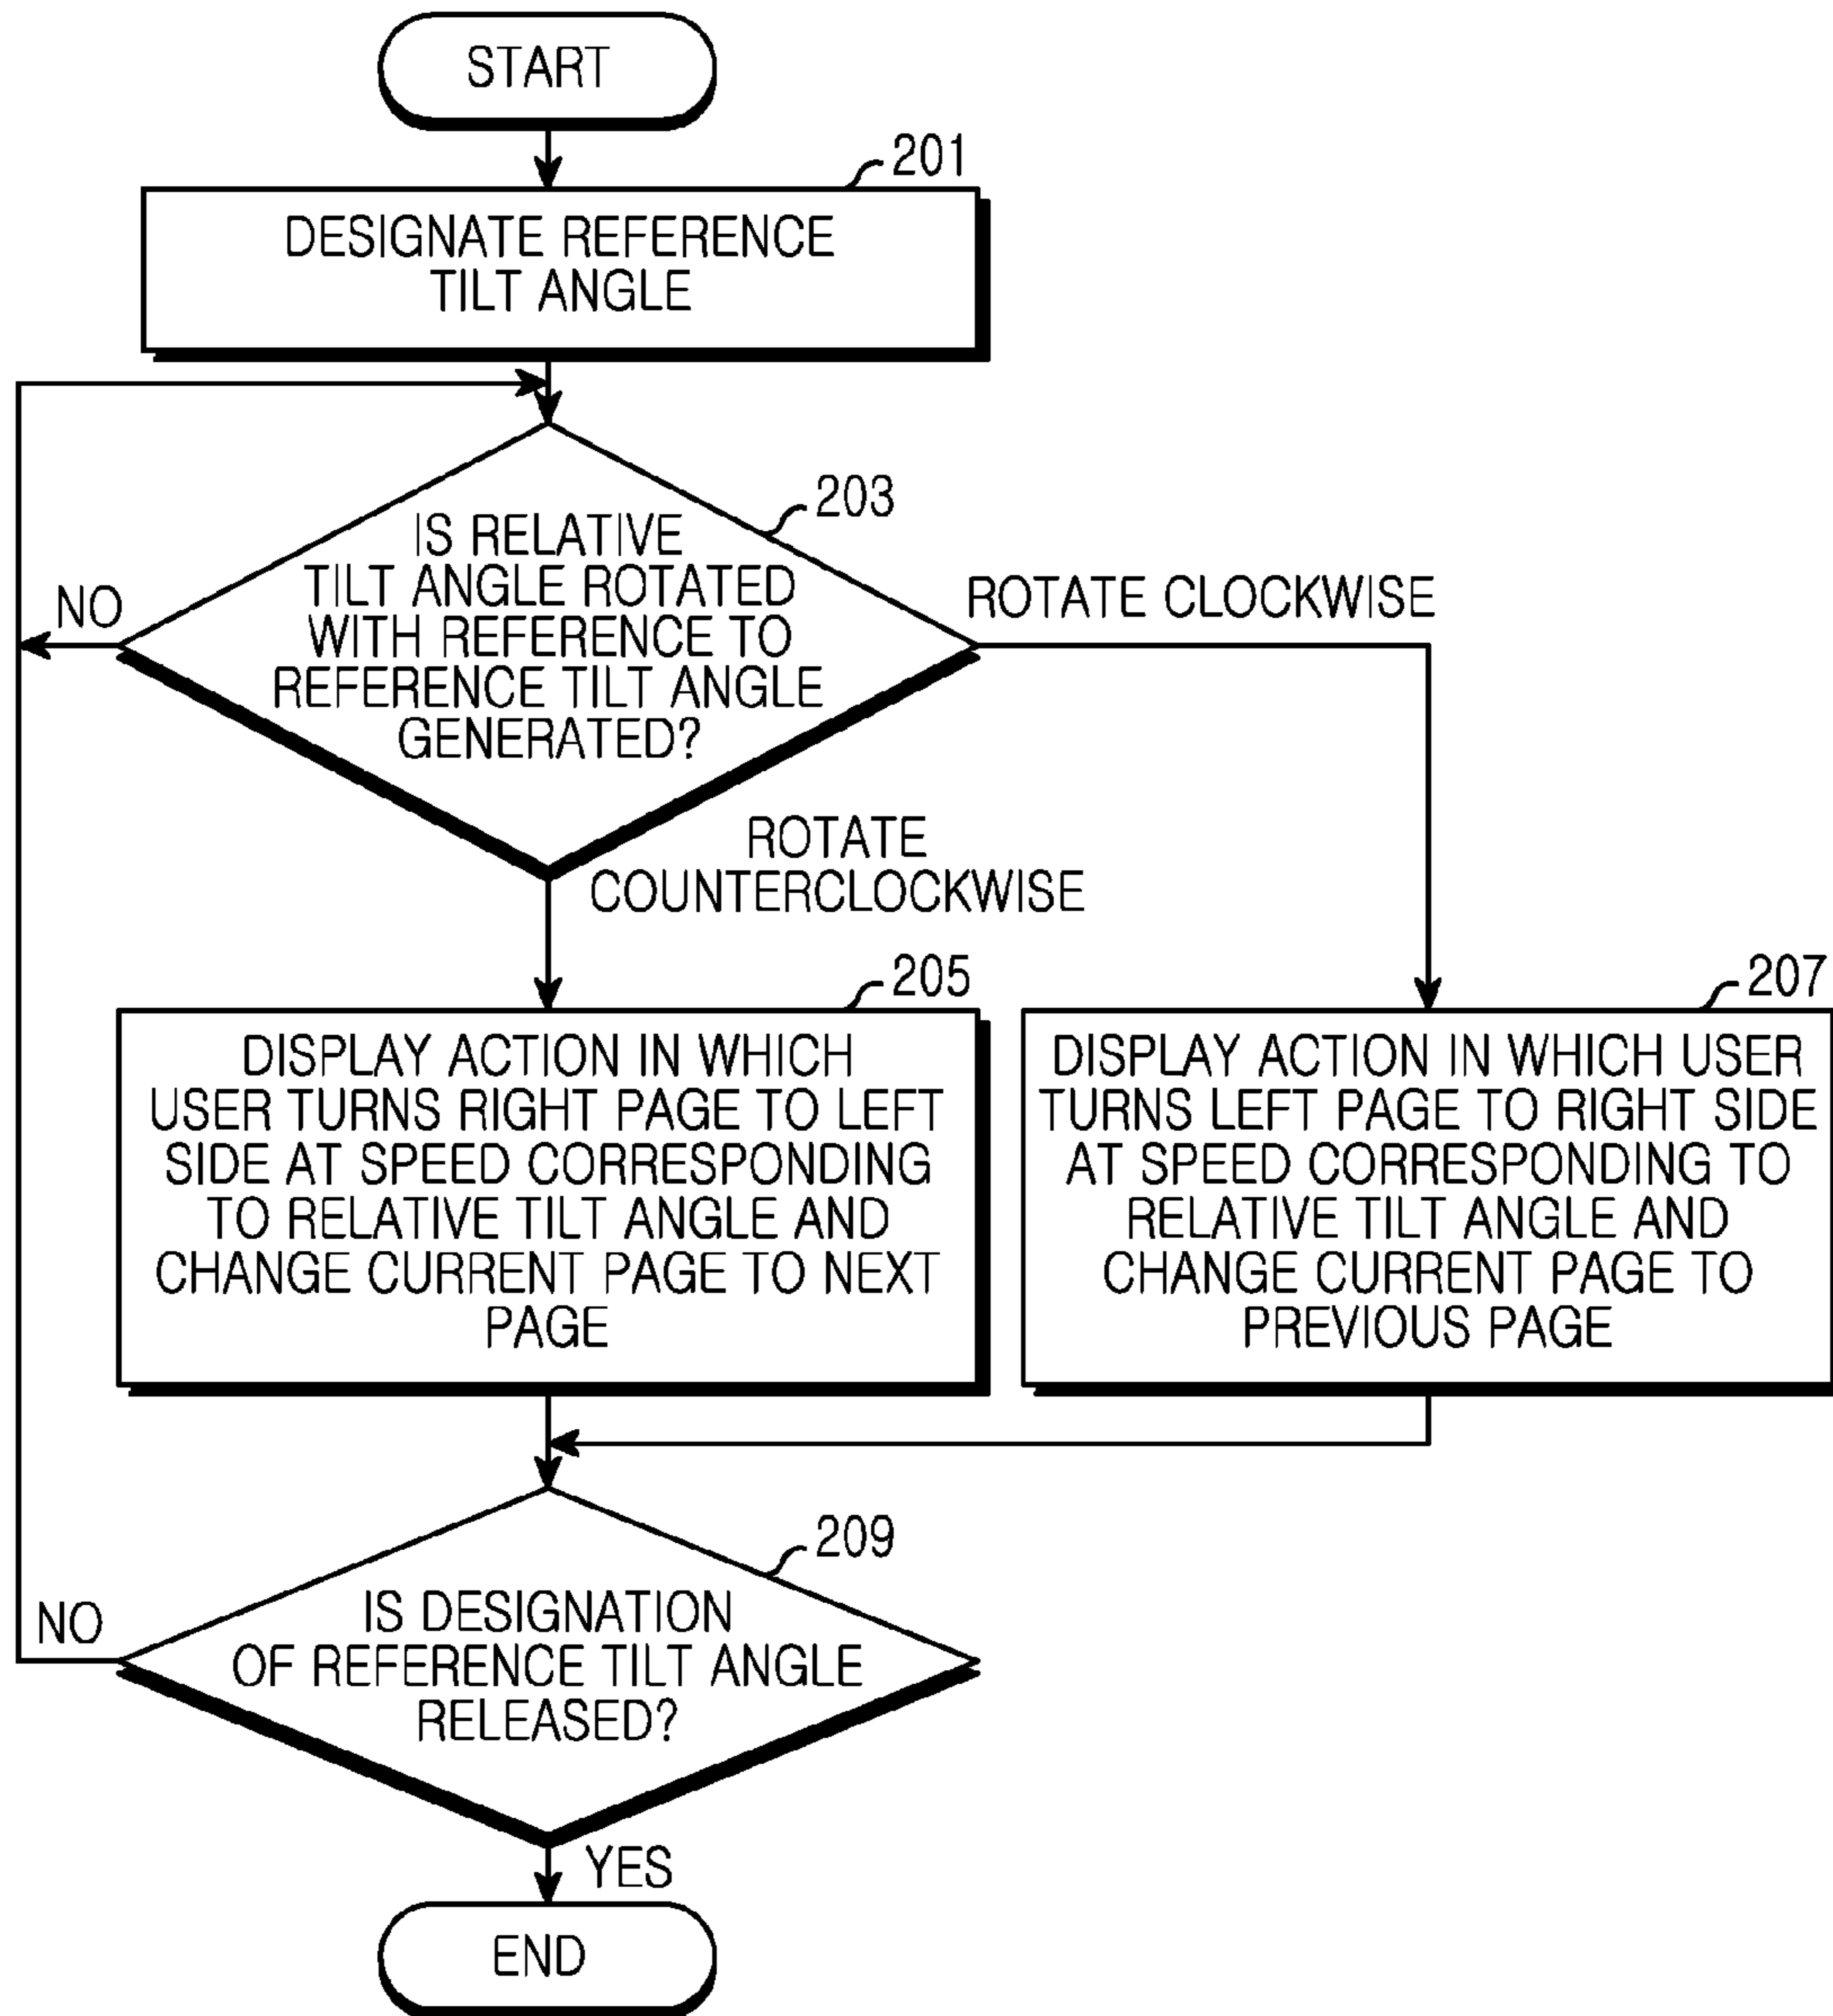 START
201
DESIGNATE REFERENCE
TILT ANGLE
203
IS RELATIVE
TILT ANGLE ROTATED
WITH REFERENCE TO
REFERENCE TILT ANGLE
GENERATED?
NO
ROTATE CLOCKWISE
ROTATE
COUNTERCLOCKWISE
205
DISPLAY ACTION IN WHICH
USER TURNS RIGHT PAGE TO LEFT
SIDE AT SPEED CORRESPONDING
TO RELATIVE TILT ANGLE AND
CHANGE CURRENT PAGE TO NEXT
PAGE
207
DISPLAY ACTION IN WHICH USER
TURNS LEFT PAGE TO RIGHT SIDE
AT SPEED CORRESPONDING TO
RELATIVE TILT ANGLE AND
CHANGE CURRENT PAGE TO
PREVIOUS PAGE
209
IS DESIGNATION
OF REFERENCE TILT ANGLE
RELEASED?
NO
YES
END